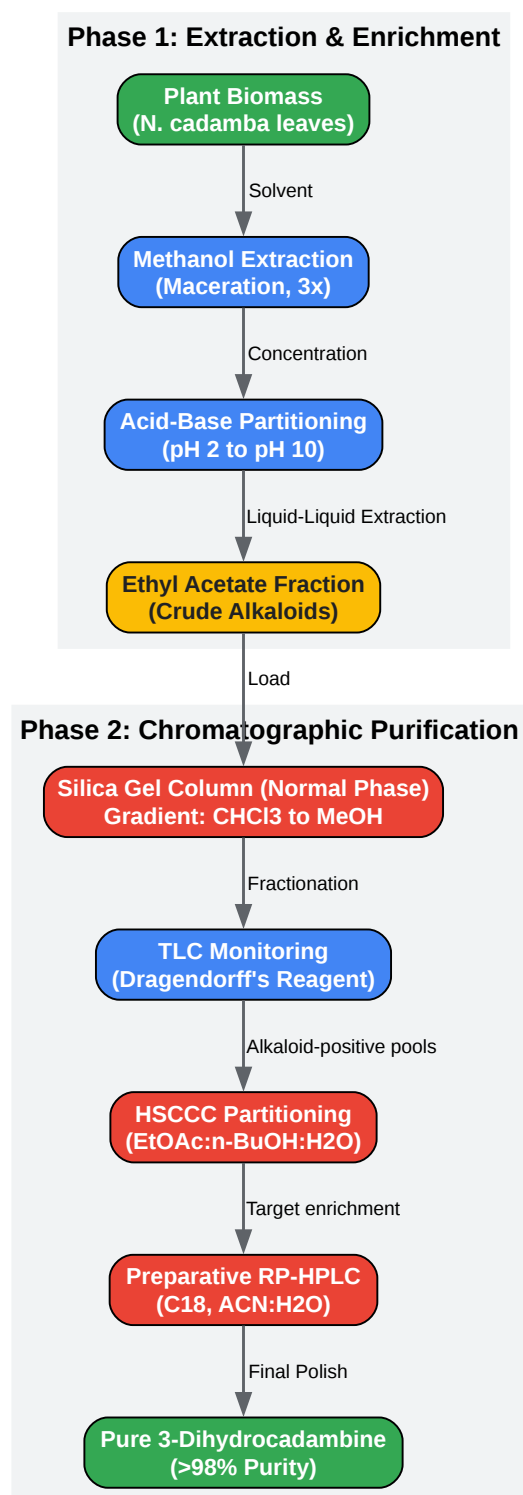 Phase 1: Extraction & Enrichment
Plant Biomass
(N. cadamba leaves)
Solvent
Methanol Extraction
(Maceration, 3x)
Concentration
Acid-Base Partitioning
(pH 2 to pH 10)
Liquid-Liquid Extraction
Ethyl Acetate Fraction
(Crude Alkaloids)
Load
Phase 2: Chromatographic Purification
Silica Gel Column (Normal Phase)
Gradient: CHCl3 to MeOH
Fractionation
TLC Monitoring
(Dragendorff's Reagent)
Alkaloid-positive pools
HSCCC Partitioning
(EtOAc:n-BuOH:H2O)
Target enrichment
Preparative RP-HPLC
(C18, ACN:H2O)
Final Polish
Pure 3-Dihydrocadambine
(>98% Purity)